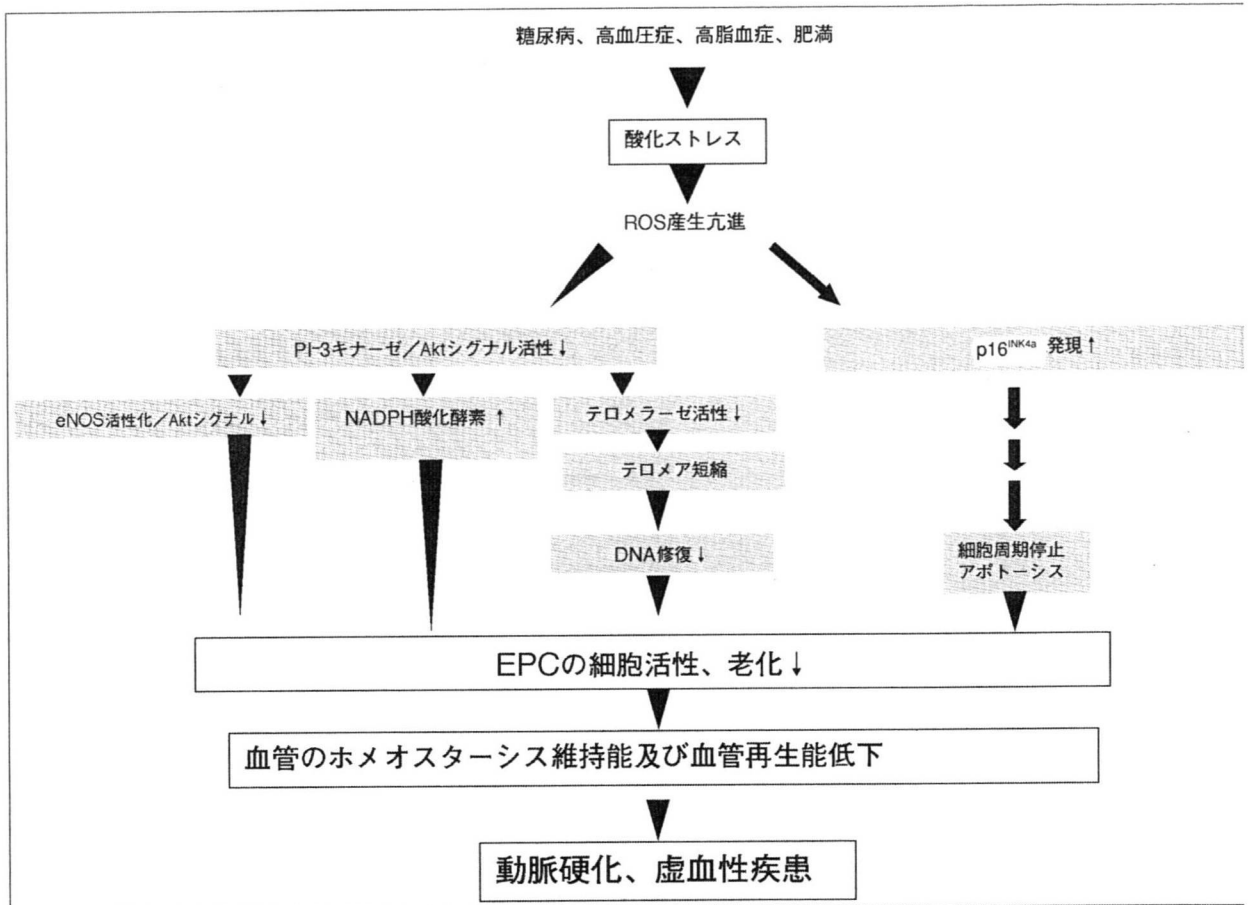 糖尿病、高血圧症、高脂血症、肥満
酸化ストレス
ROS産生亢進
PI-3キナーゼ／Aktシグナル活性↓
p16INK4a 発現↑
eNOS活性化／Aktシグナル↓
NADPH酸化酵素 ↑
テロメラーゼ活性↓
テロメア短縮
DNA修復↓
細胞周期停止
アポトーシス
EPCの細胞活性、老化↓
血管のホメオスターシス維持能及び血管再生能低下
動脈硬化、虚血性疾患